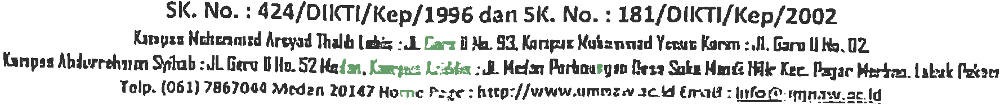 SK. No. : 424/DIKTI/Kep/1996 dan SK. No. : 181/DIKTI/Kep/2002
Kampus Muhammad Arsyad Thalib Lubis : Jl. Garu II No. 93, Kampus Muhammad Yunus Karim : Jl. Garu II No. 02
Kampus Abdurrahman Syihab : Jl. Garu II No. 52 Medan, Kampus : Jl. Medan Perbaungan Desa Suka Mandi Hilir Kec. Pagar Merbau, Lubuk Pakam
Telp. (061) 7867044 Medan 20147 Home Page : http://www.umnaw.ac.id Email : info@umnaw.ac.id